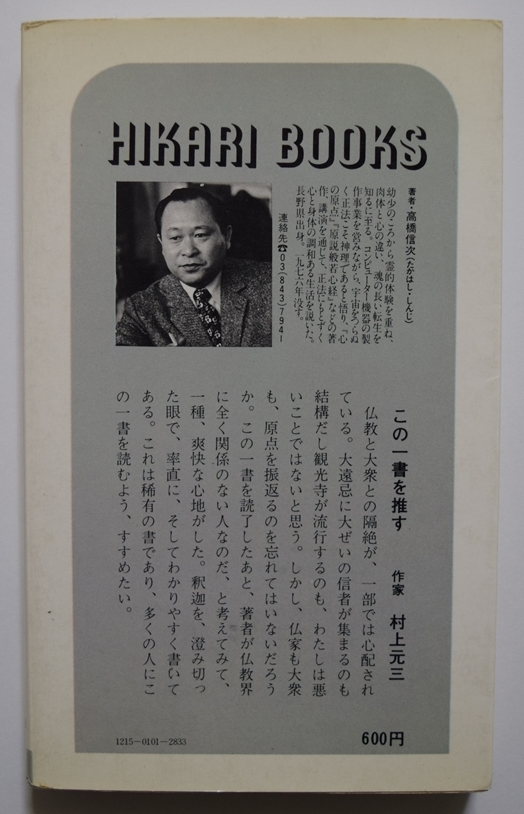 HIKARI BOOKS
著者・高橋信次(たかはし・しんじ)
幼少のころから霊的体験を重ね、
肉体と心の違い、魂の長い転生を
知るに至る。コンピューター機器の製
作事業を営みながら、宇宙をつらぬ
く正法こそ神理であると悟り、『心
の原点』『原説般若心経』などの著
作、講演を通じて、正法にもとずく
心と身体の調和ある生活を説いた。
長野県出身。一九七六年没す。
連絡先☎03(843)7941
この一書を推す 作家 村上元三
仏教と大衆との隔絶が、一部では心配され
ている。大遠忌に大ぜいの信者が集まるのも
結構だし観光寺が流行するのも、わたしは悪
いことではないと思う。しかし、仏家も大衆
も、原点を振返るのを忘れてはいないだろう
か。この一書を読了したあと、著者が仏教界
に全く関係のない人なのだ、と考えてみて、
一種、爽快な心地がした。釈迦を、澄み切っ
た眼で、率直に、そしてわかりやすく書いて
ある。これは稀有の書であり、多くの人にこ
の一書を読むよう、すすめたい。
1215-0101-2833
600円